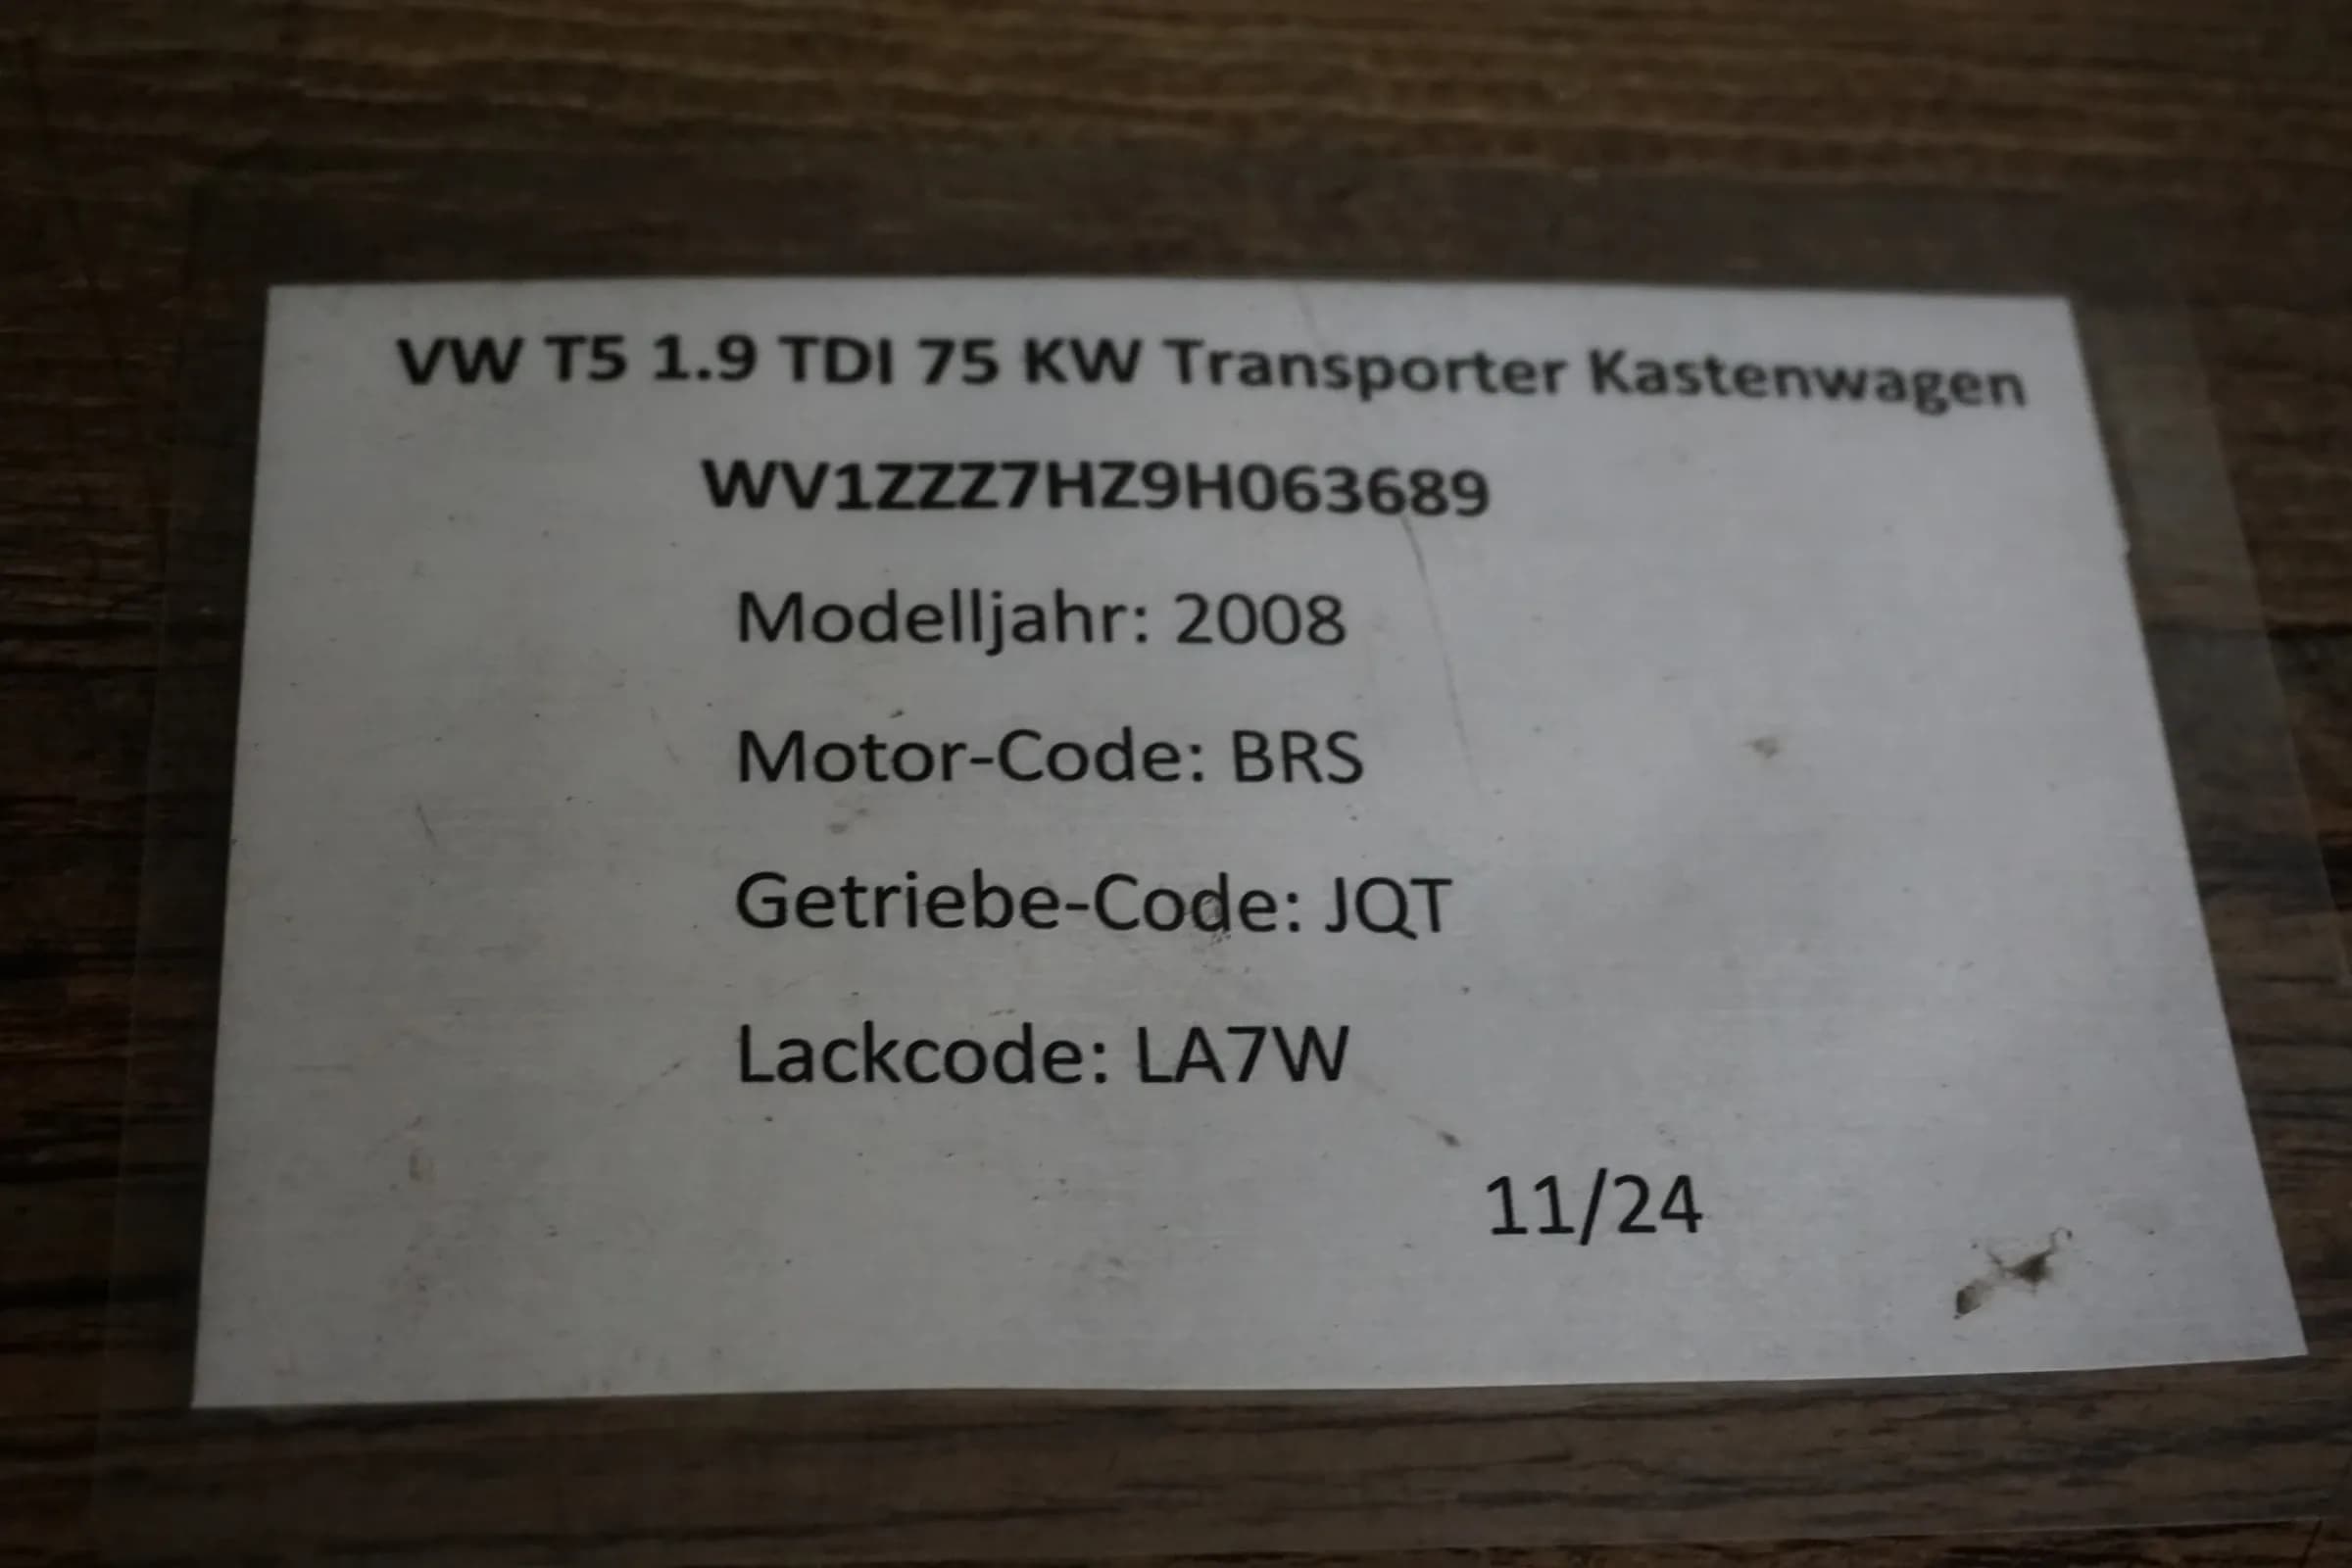 VW T5 1.9 TDI 75 KW Transporter Kastenwagen
WV1ZZZ7HZ9H063689
Modelljahr: 2008
Motor-Code: BRS
Getriebe-Code: JQT
Lackcode: LA7W
11/24